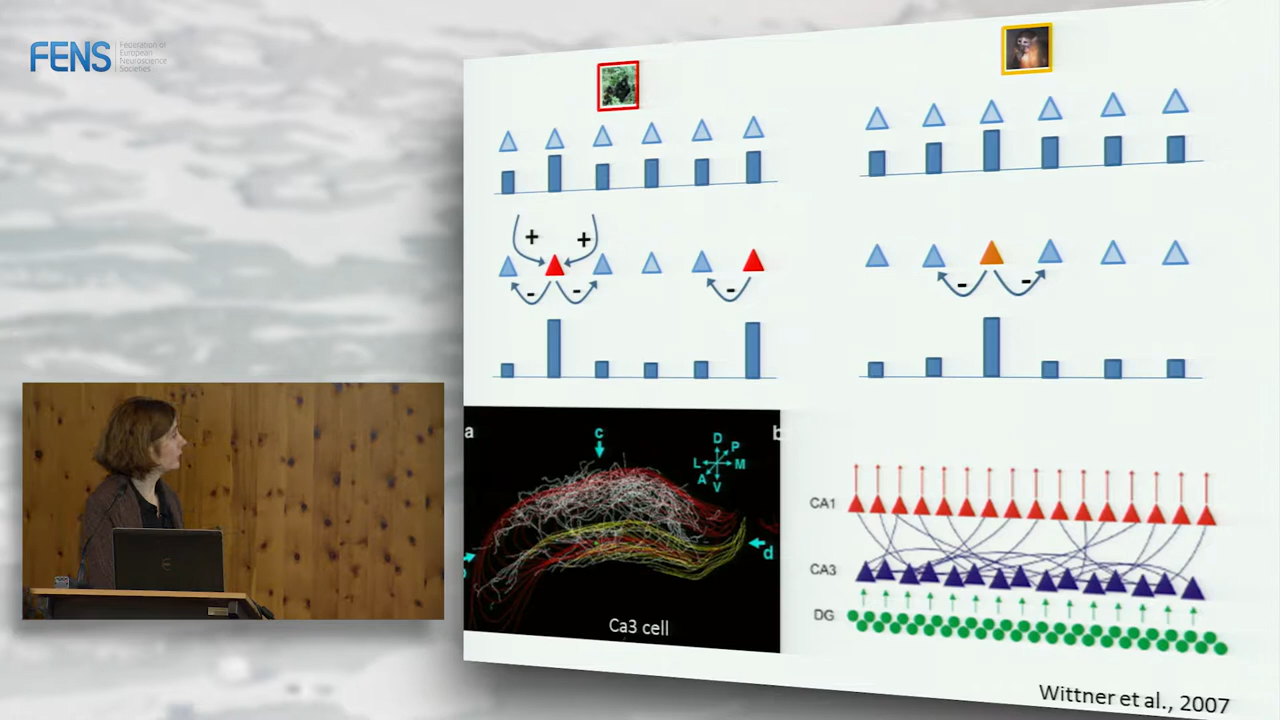 FENS
Federation of
European
Neuroscience
Societies
+
+
-
-
-
-
-
a
c
b
D
P
L
M
A
V
d
Ca3 cell
CA1
CA3
DG
Wittner et al., 2007